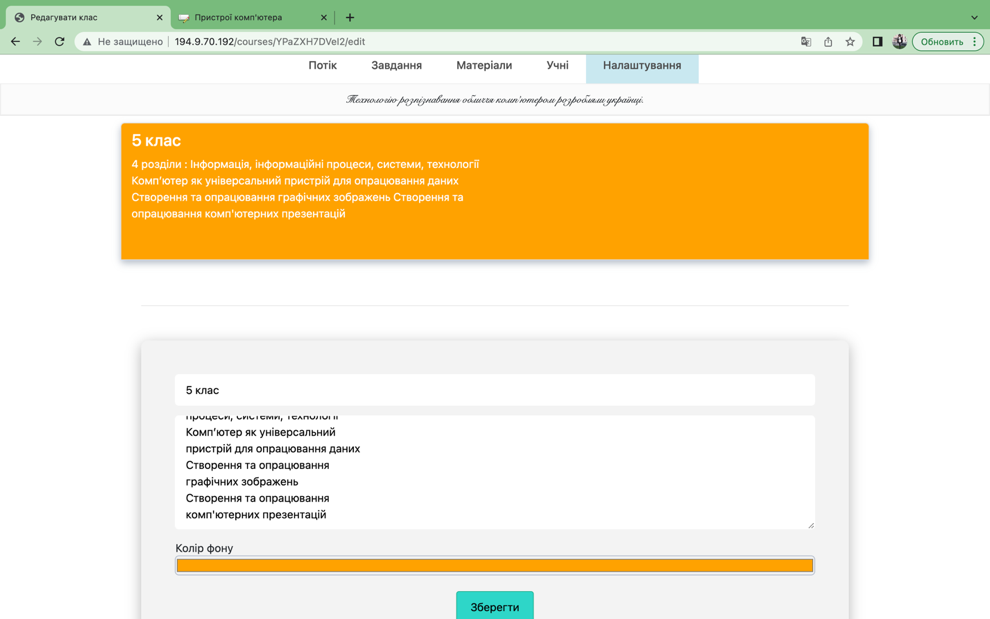 Редагувати клас
Пристрої комп'ютера
Не защищено
194.9.70.192/courses/YPaZXH7DVel2/edit
Обновить
Потік Завдання Матеріали Учні Налаштування
Технологію розпізнавання обличчя комп'ютером розробляли українці.
5 клас
4 розділи : Інформація, інформаційні процеси, системи, технології
Комп'ютер як універсальний пристрій для опрацювання даних
Створення та опрацювання графічних зображень Створення та
опрацювання комп'ютерних презентацій
5 клас
процеси, системи, технології
Комп'ютер як універсальний
пристрій для опрацювання даних
Створення та опрацювання
графічних зображень
Створення та опрацювання
комп'ютерних презентацій
Колір фону
Зберегти